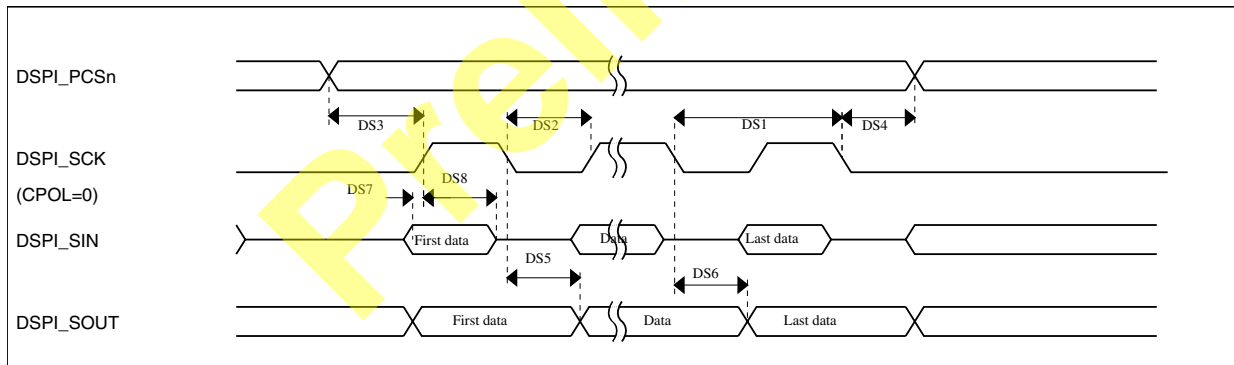 DSPI_PCSn
DS3
DS2
DS1
DS4
DSPI_SCK
(CPOL=0)
DS7
DS8
DSPI_SIN
First data
Data
Last data
DS5
DS6
DSPI_SOUT
First data
Data
Last data